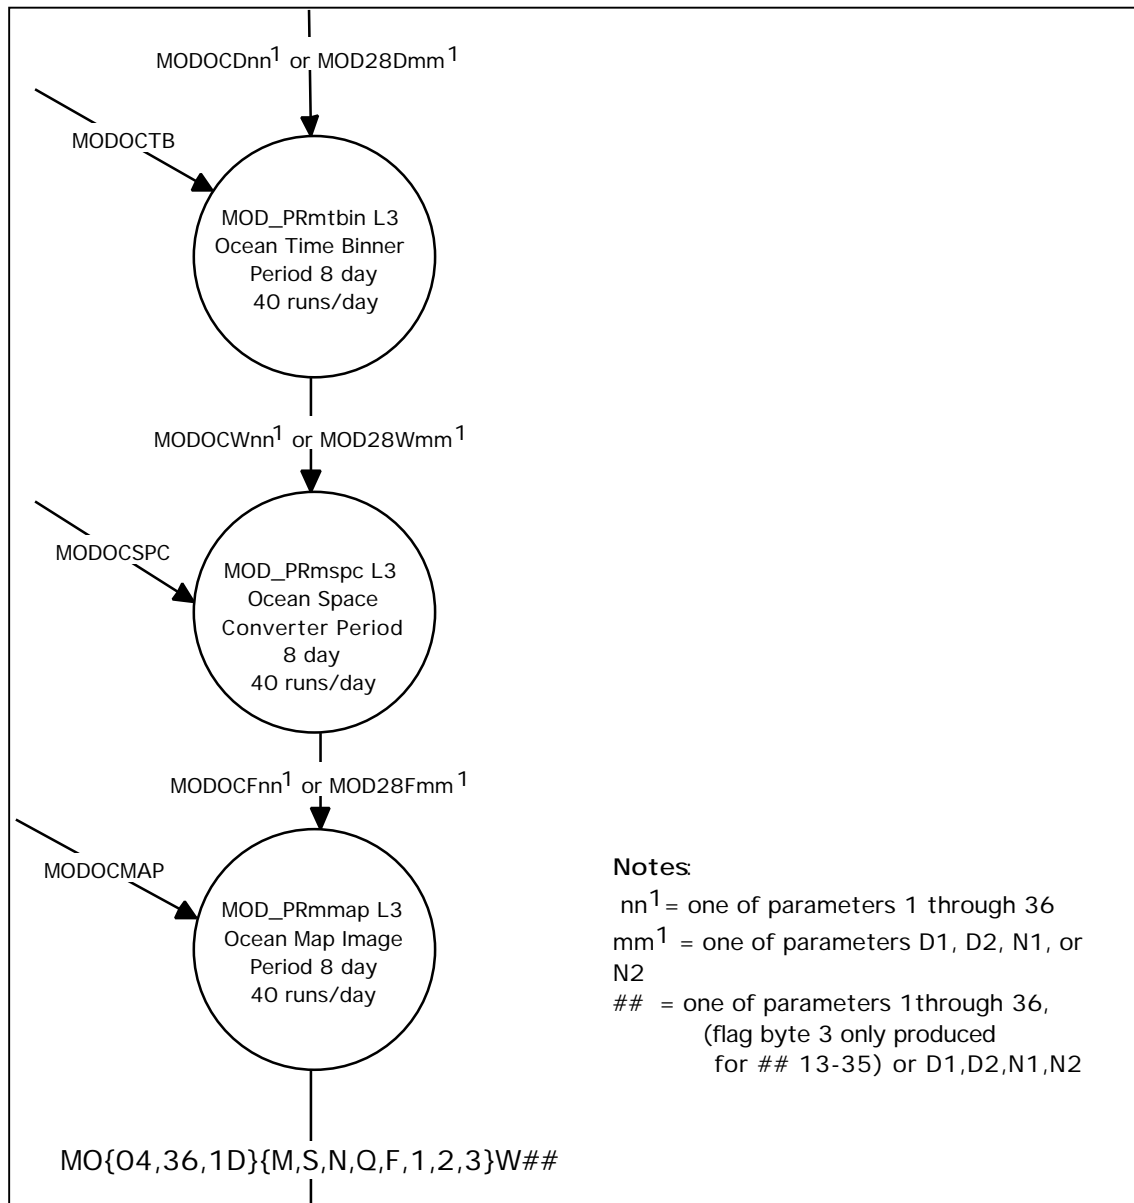 MODOCDnn¹ or MOD28Dmm¹
MODOCTB
MOD_PRmtbin L3
Ocean Time Binner
Period 8 day
40 runs/day
MODOCWnn¹ or MOD28Wmm¹
MODOCSPC
MOD_PRmspc L3
Ocean Space
Converter Period
8 day
40 runs/day
MODOCFnn¹ or MOD28Fmm¹
MODOCMAP
MOD_PRmmap L3
Ocean Map Image
Period 8 day
40 runs/day
Notes:
nn¹= one of parameters 1 through 36
mm¹ = one of parameters D1, D2, N1, or
N2
## = one of parameters 1through 36,
(flag byte 3 only produced
for ## 13-35) or D1,D2,N1,N2
MO{04,36,1D}{M,S,N,Q,F,1,2,3}W##